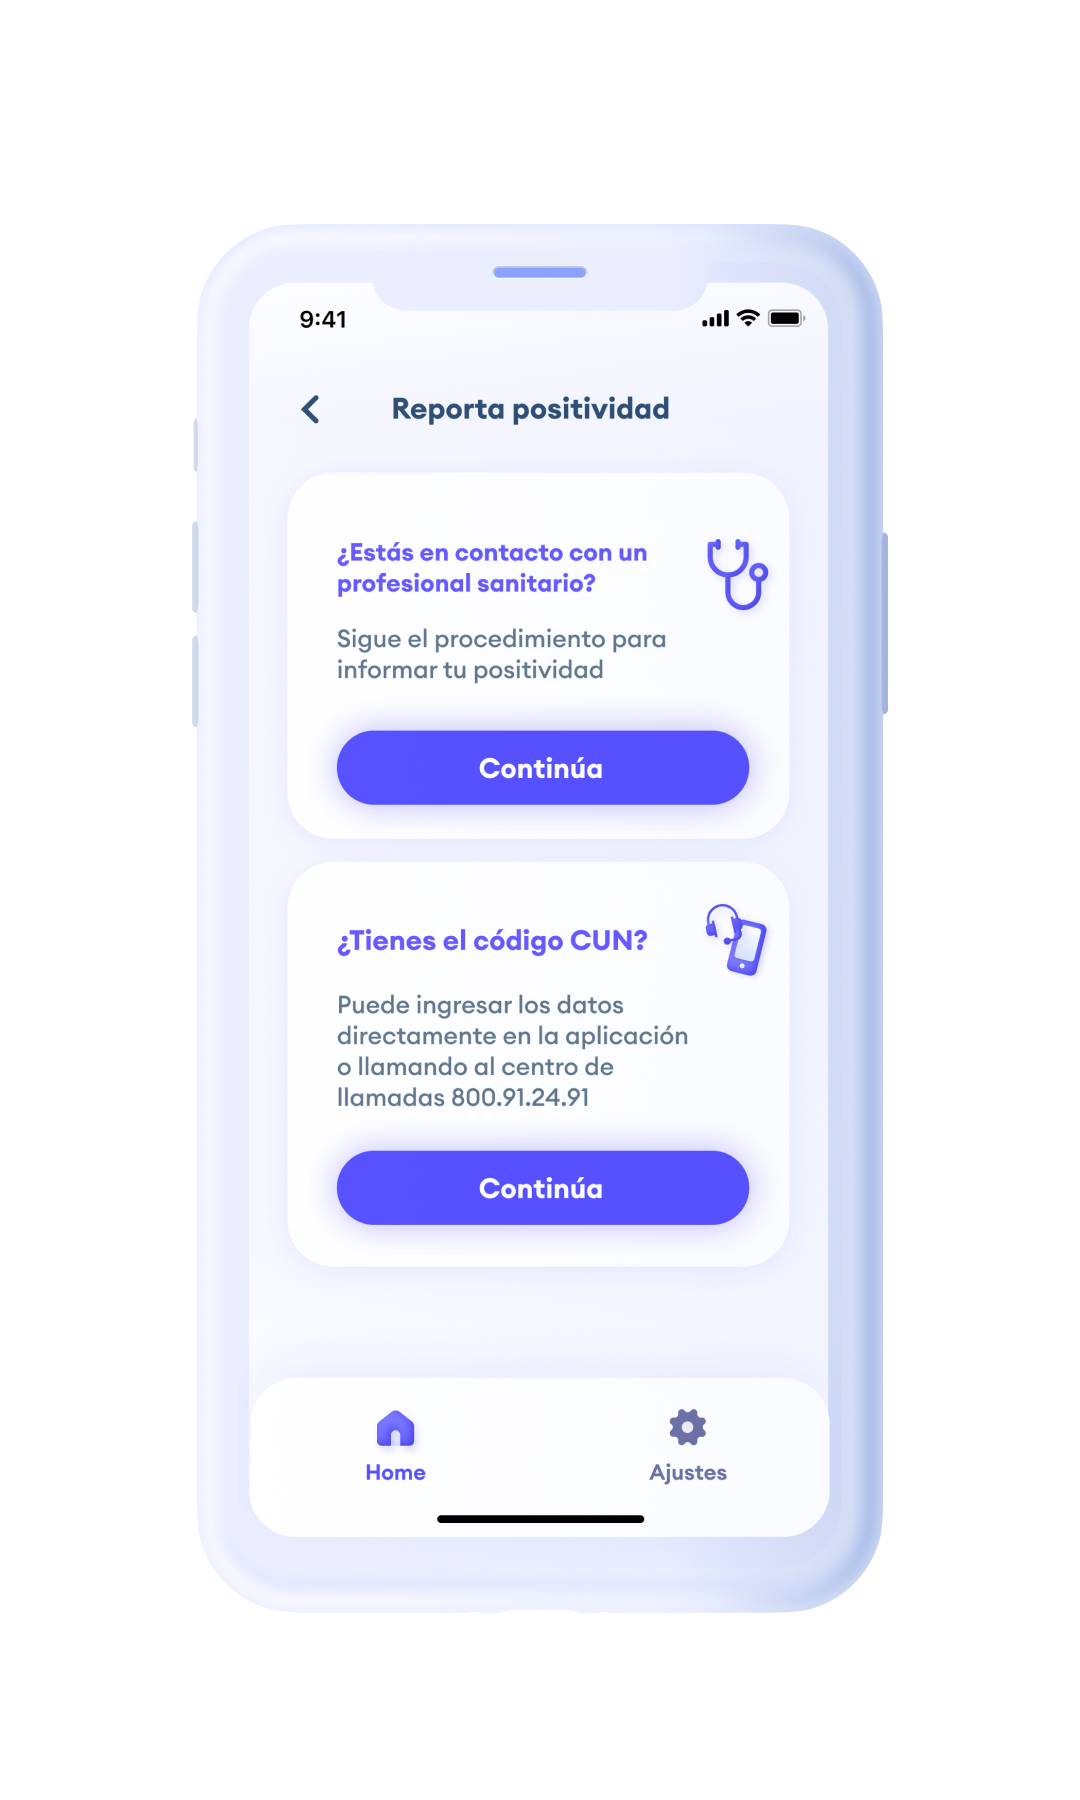 9:41
Reporta positividad
¿Estás en contacto con un
profesional sanitario?
Sigue el procedimiento para
informar tu positividad
Continúa
¿Tienes el código CUN?
Puede ingresar los datos
directamente en la aplicación
o llamando al centro de
llamadas 800.91.24.91
Continúa
Home
Ajustes